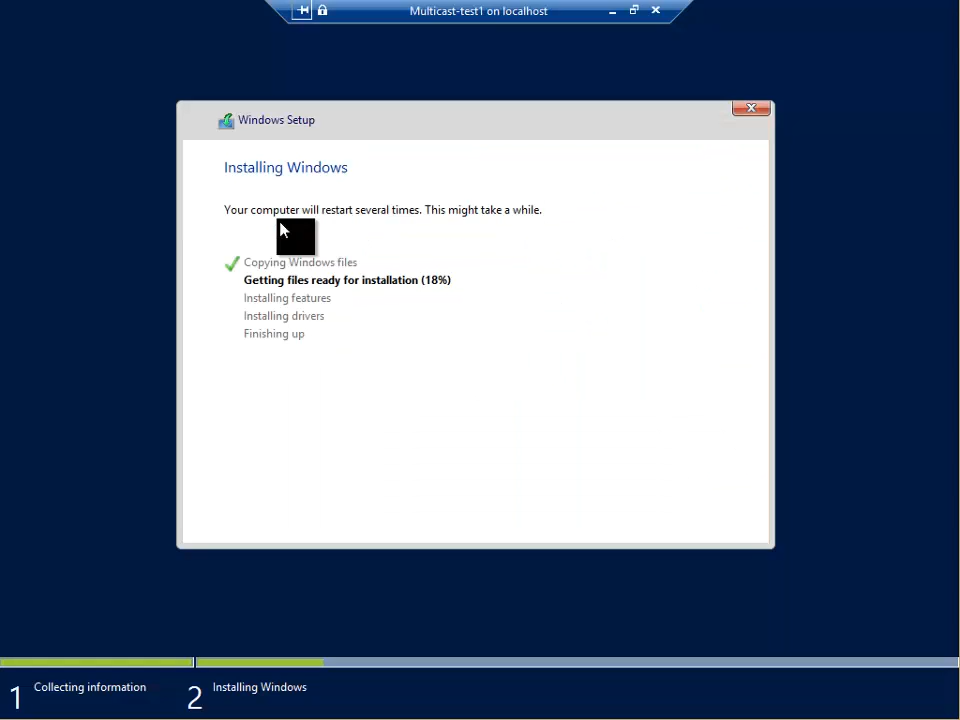 Multicast-test1 on localhost
Windows Setup
Installing Windows
Your computer will restart several times. This might take a while.
Copying Windows files
Getting files ready for installation (18%)
Installing features
Installing drivers
Finishing up
1 Collecting information
2 Installing Windows